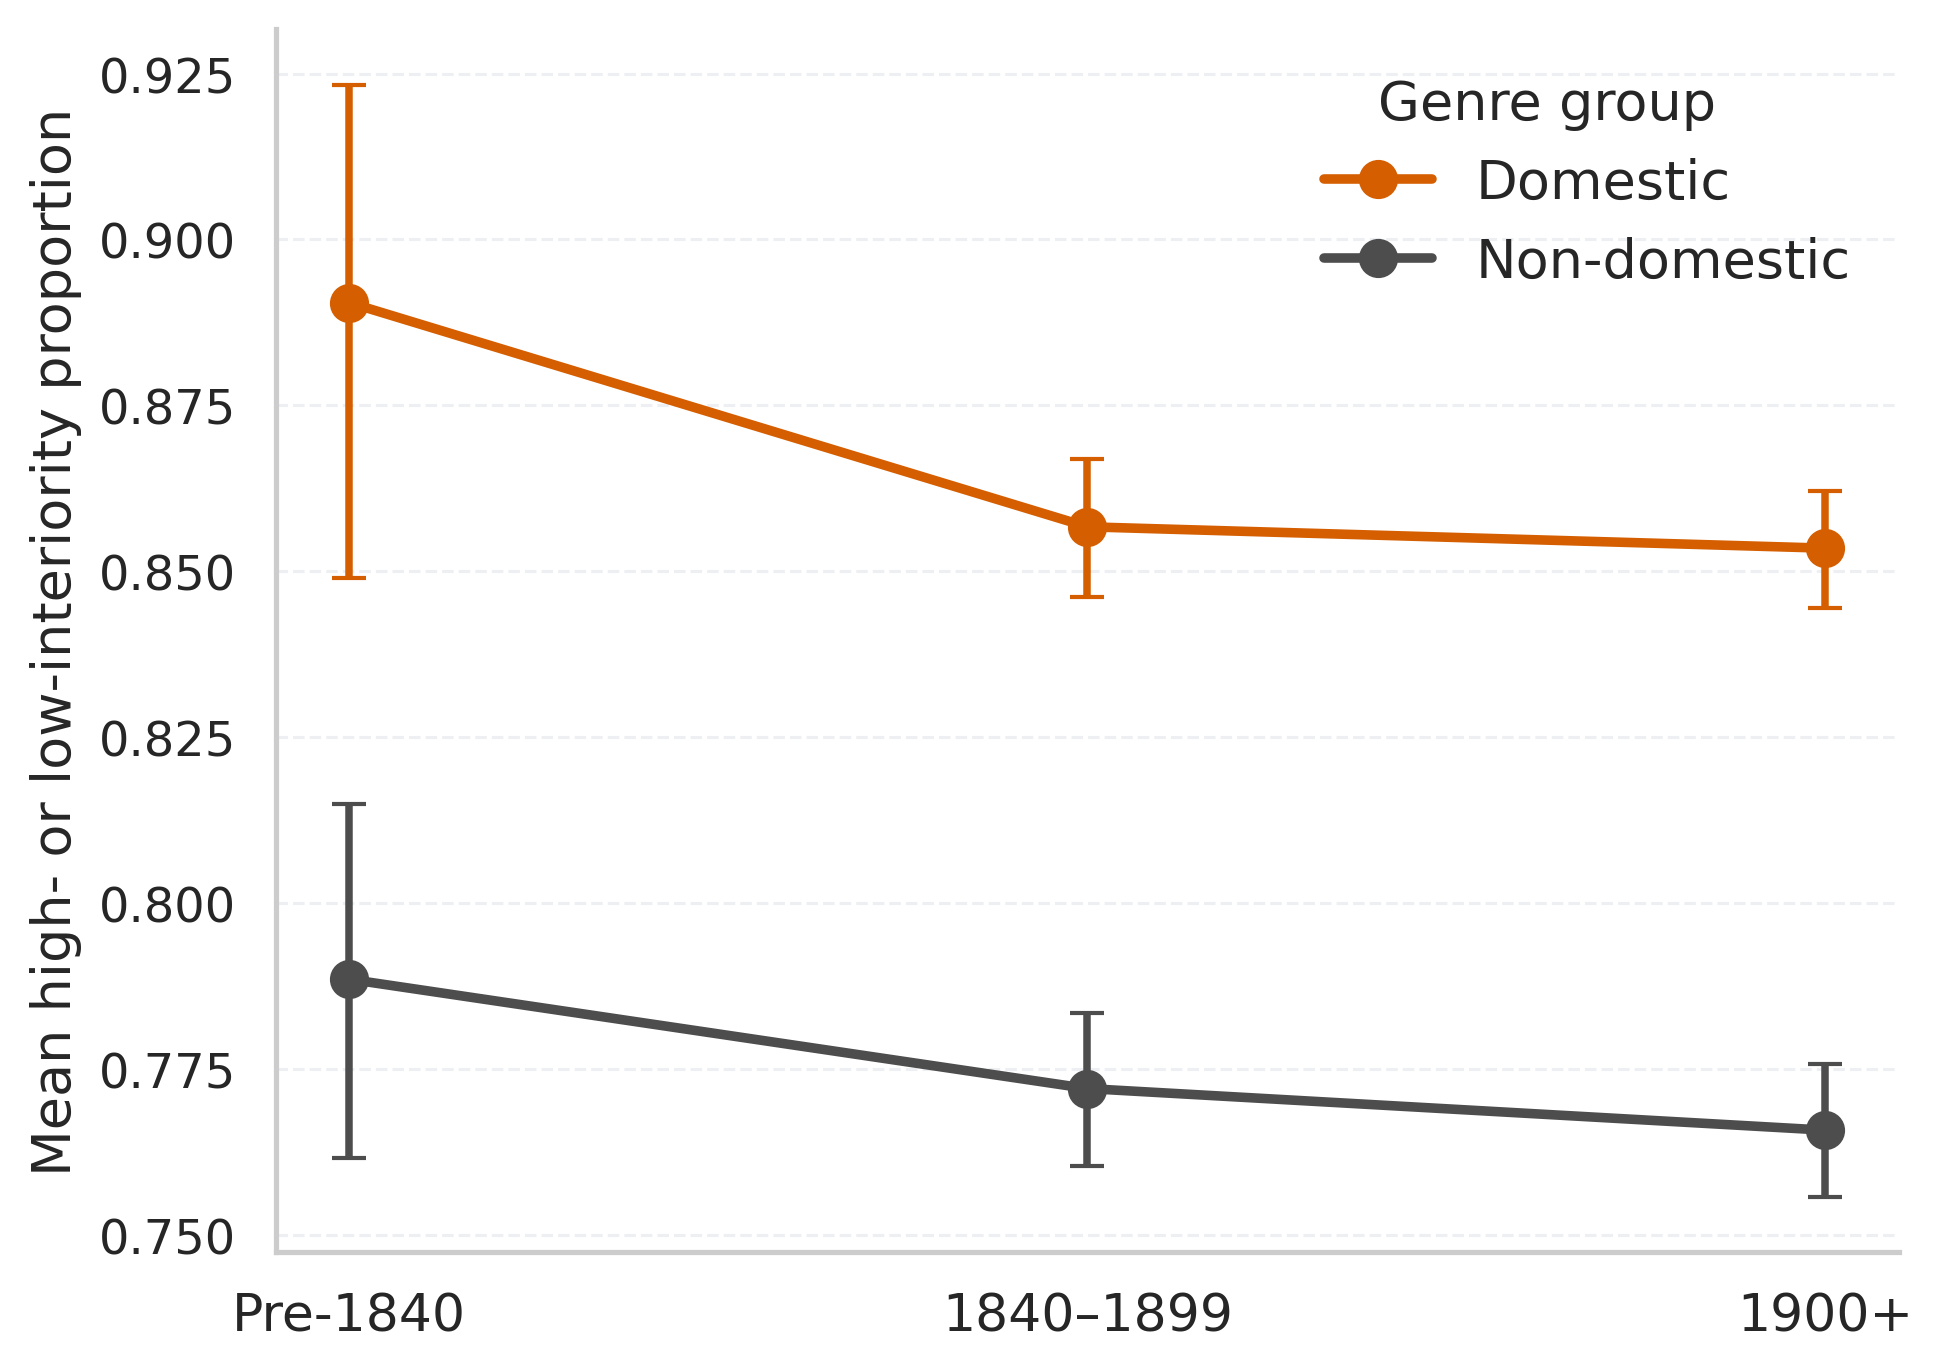 Mean high- or low-interiority proportion
0.925
0.900
0.875
0.850
0.825
0.800
0.775
0.750
Genre group
Domestic
Non-domestic
Pre-1840
1840–1899
1900+